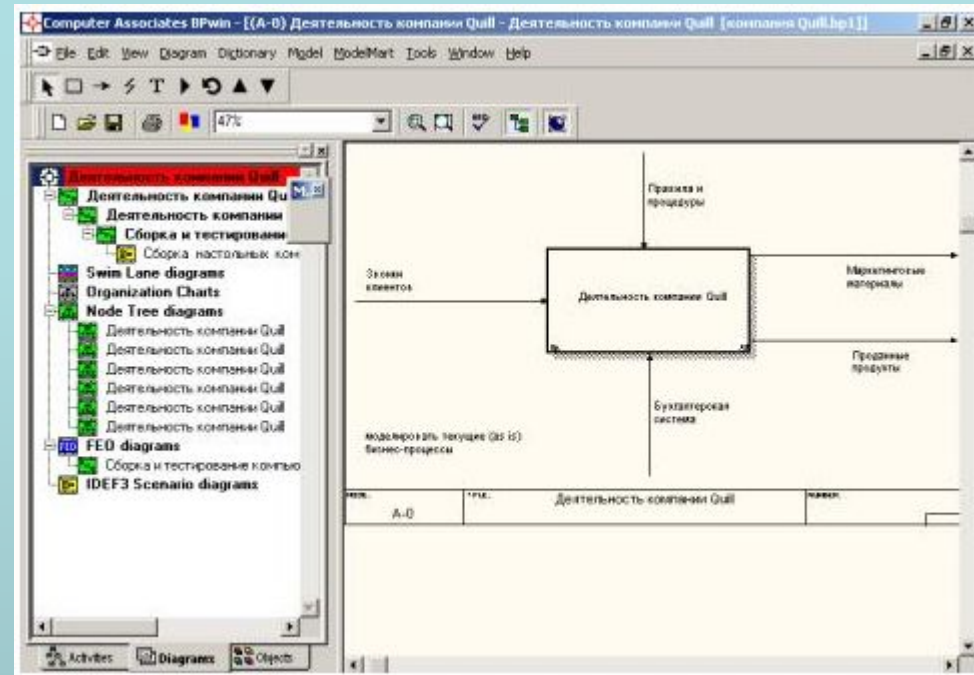 Computer Associates BPwin - [(A-0) Деятельность компании Quill - Деятельность компании Quill [компания Quill.bp1]]
File Edit View Diagram Dictionary Model ModelMart Tools Window Help
47%
Деятельность компании Quill
Деятельность компании Qu
Деятельность компании
Сборка и тестировани
Сборка настольных ком
Swim Lane diagrams
Organization Charts
Node Tree diagrams
Деятельность компании Quill
Деятельность компании Quill
Деятельность компании Quill
Деятельность компании Quill
Деятельность компании Quill
FEO diagrams
Сборка и тестирование компью
IDEF3 Scenario diagrams
Activities Diagrams Objects
Правила и
процедуры
Звонки
клиентов
Деятельность компании Quill
Маркетинговые
материалы
Проданные
продукты
Бухгалтерская
система
моделировать текущие (as is)
бизнес-процессы
NODE: TITLE: Деятельность компании Quill NUMBER:
A-0